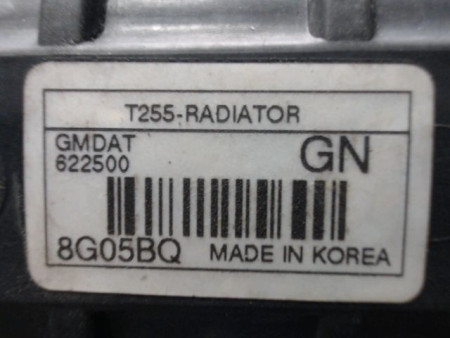 T255-RADIATOR
GMDAT GN
622500
8G05BQ MADE IN KOREA